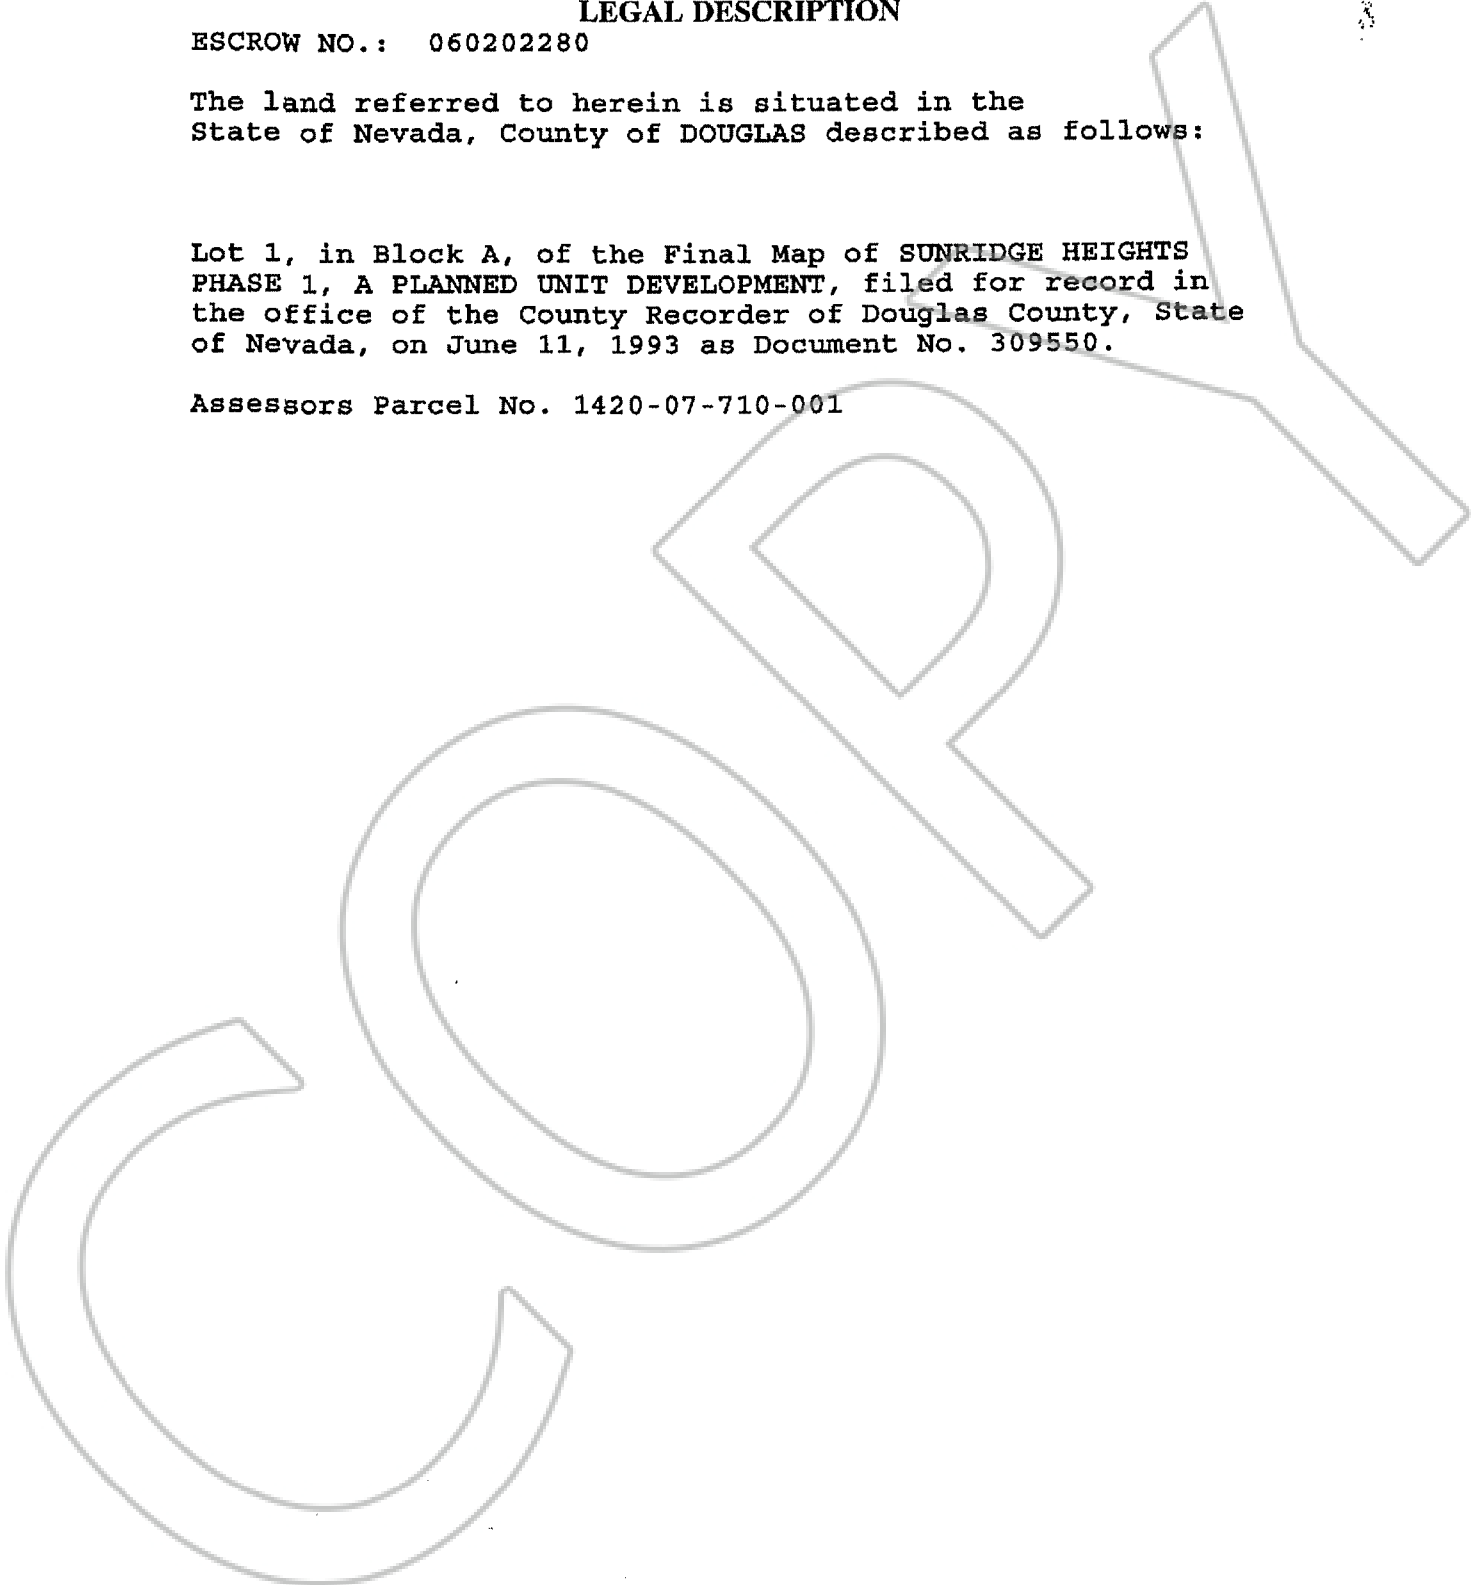 LEGAL DESCRIPTION
ESCROW NO.: 060202280
The land referred to herein is situated in the
State of Nevada, County of DOUGLAS described as follows:
Lot 1, in Block A, of the Final Map of SUNRIDGE HEIGHTS
PHASE 1, A PLANNED UNIT DEVELOPMENT, filed for record in
the office of the County Recorder of Douglas County, State
of Nevada, on June 11, 1993 as Document No. 309550.
Assessors Parcel No. 1420-07-710-001
COPY